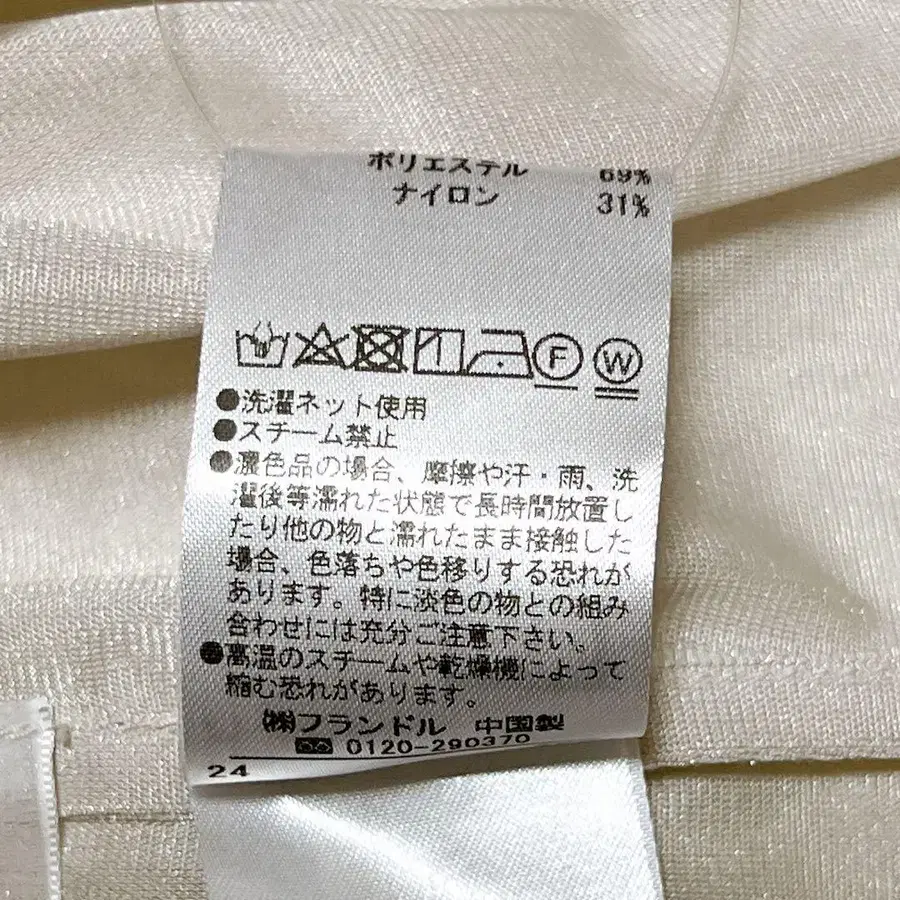 ポリエステル 69%
ナイロン 31%
F W
●洗濯ネット使用
●スチーム禁止
●濃色品の場合、摩擦や汗・雨、洗
濯後等濡れた状態で長時間放置し
たり他の物と濡れたまま接触した
場合、色落ちや色移りする恐れが
あります。特に淡色の物との組み
合わせには充分ご注意下さい。
●高温のスチームや乾燥機によって
縮む恐れがあります。
㈱フランドル 中国製
0120-290370
24